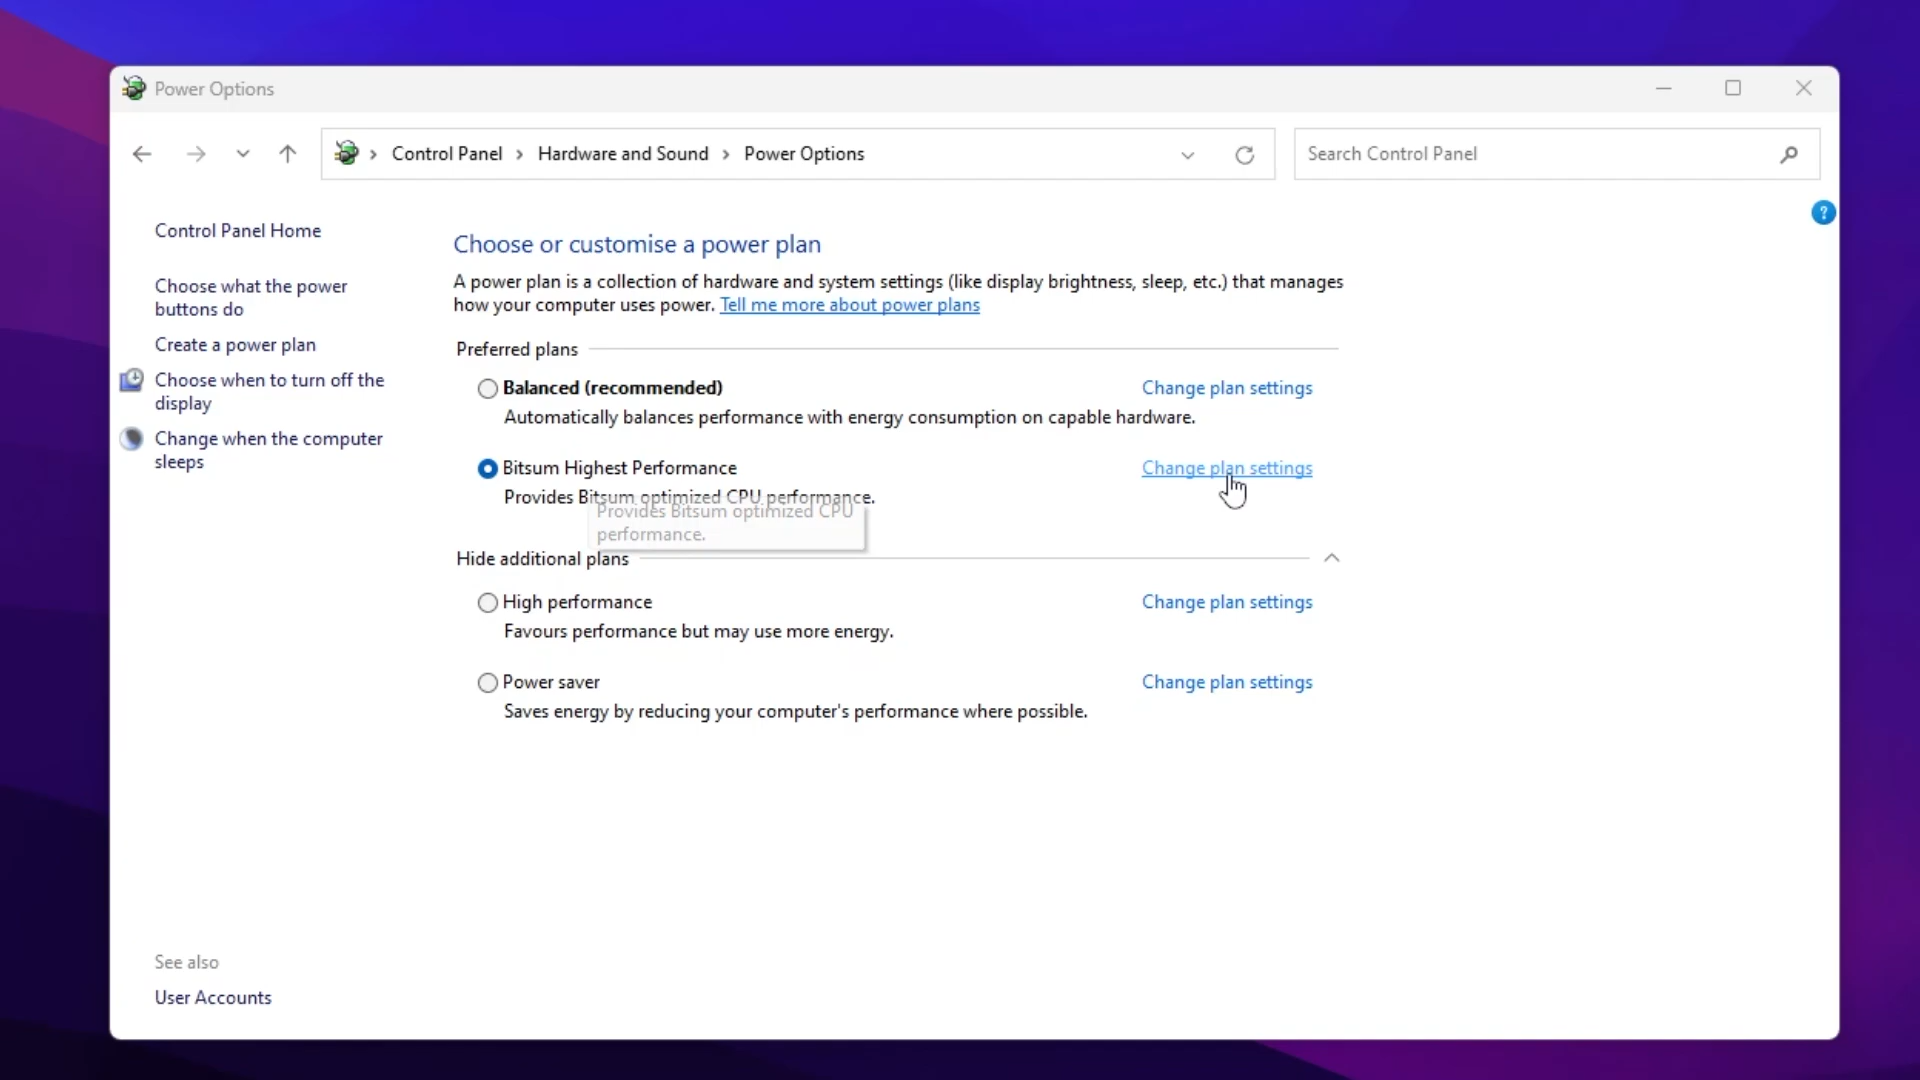 Power Options
Control Panel > Hardware and Sound > Power Options
Search Control Panel
?
Control Panel Home
Choose what the power
buttons do
Create a power plan
Choose when to turn off the
display
Change when the computer
sleeps
See also
User Accounts
Choose or customise a power plan
A power plan is a collection of hardware and system settings (like display brightness, sleep, etc.) that manages
how your computer uses power. Tell me more about power plans
Preferred plans
Balanced (recommended) Change plan settings
Automatically balances performance with energy consumption on capable hardware.
Bitsum Highest Performance Change plan settings
Provides Bitsum optimized CPU performance.
Provides Bitsum optimized CPU
performance.
Hide additional plans
High performance Change plan settings
Favours performance but may use more energy.
Power saver Change plan settings
Saves energy by reducing your computer's performance where possible.